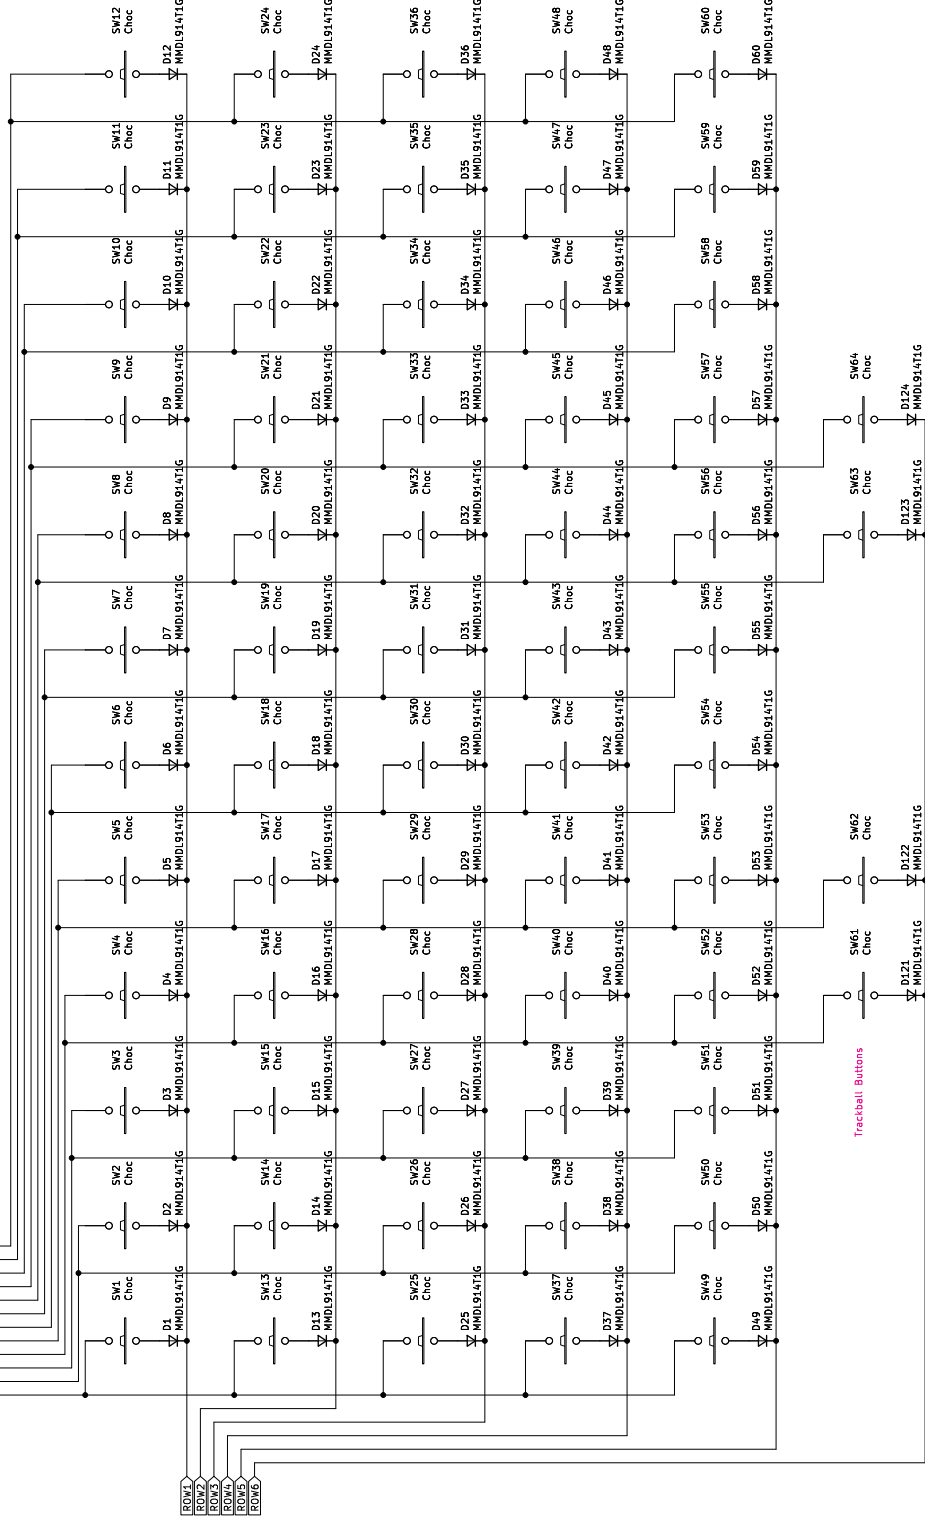 SW1
Choc
D1
MMDL914T1G
SW2
Choc
D2
MMDL914T1G
SW3
Choc
D3
MMDL914T1G
SW4
Choc
D4
MMDL914T1G
SW5
Choc
D5
MMDL914T1G
SW6
Choc
D6
MMDL914T1G
SW7
Choc
D7
MMDL914T1G
SW8
Choc
D8
MMDL914T1G
SW9
Choc
D9
MMDL914T1G
SW10
Choc
D10
MMDL914T1G
SW11
Choc
D11
MMDL914T1G
SW12
Choc
D12
MMDL914T1G
SW13
Choc
D13
MMDL914T1G
SW14
Choc
D14
MMDL914T1G
SW15
Choc
D15
MMDL914T1G
SW16
Choc
D16
MMDL914T1G
SW17
Choc
D17
MMDL914T1G
SW18
Choc
D18
MMDL914T1G
SW19
Choc
D19
MMDL914T1G
SW20
Choc
D20
MMDL914T1G
SW21
Choc
D21
MMDL914T1G
SW22
Choc
D22
MMDL914T1G
SW23
Choc
D23
MMDL914T1G
SW24
Choc
D24
MMDL914T1G
SW25
Choc
D25
MMDL914T1G
SW26
Choc
D26
MMDL914T1G
SW27
Choc
D27
MMDL914T1G
SW28
Choc
D28
MMDL914T1G
SW29
Choc
D29
MMDL914T1G
SW30
Choc
D30
MMDL914T1G
SW31
Choc
D31
MMDL914T1G
SW32
Choc
D32
MMDL914T1G
SW33
Choc
D33
MMDL914T1G
SW34
Choc
D34
MMDL914T1G
SW35
Choc
D35
MMDL914T1G
SW36
Choc
D36
MMDL914T1G
SW37
Choc
D37
MMDL914T1G
SW38
Choc
D38
MMDL914T1G
SW39
Choc
D39
MMDL914T1G
SW40
Choc
D40
MMDL914T1G
SW41
Choc
D41
MMDL914T1G
SW42
Choc
D42
MMDL914T1G
SW43
Choc
D43
MMDL914T1G
SW44
Choc
D44
MMDL914T1G
SW45
Choc
D45
MMDL914T1G
SW46
Choc
D46
MMDL914T1G
SW47
Choc
D47
MMDL914T1G
SW48
Choc
D48
MMDL914T1G
SW49
Choc
D49
MMDL914T1G
SW50
Choc
D50
MMDL914T1G
SW51
Choc
D51
MMDL914T1G
SW52
Choc
D52
MMDL914T1G
SW53
Choc
D53
MMDL914T1G
SW54
Choc
D54
MMDL914T1G
SW55
Choc
D55
MMDL914T1G
SW56
Choc
D56
MMDL914T1G
SW57
Choc
D57
MMDL914T1G
SW58
Choc
D58
MMDL914T1G
SW59
Choc
D59
MMDL914T1G
SW60
Choc
D60
MMDL914T1G
Trackball Buttons
SW61
Choc
D121
MMDL914T1G
SW62
Choc
D122
MMDL914T1G
SW63
Choc
D123
MMDL914T1G
SW64
Choc
D124
MMDL914T1G
ROW1
ROW2
ROW3
ROW4
ROW5
ROW6